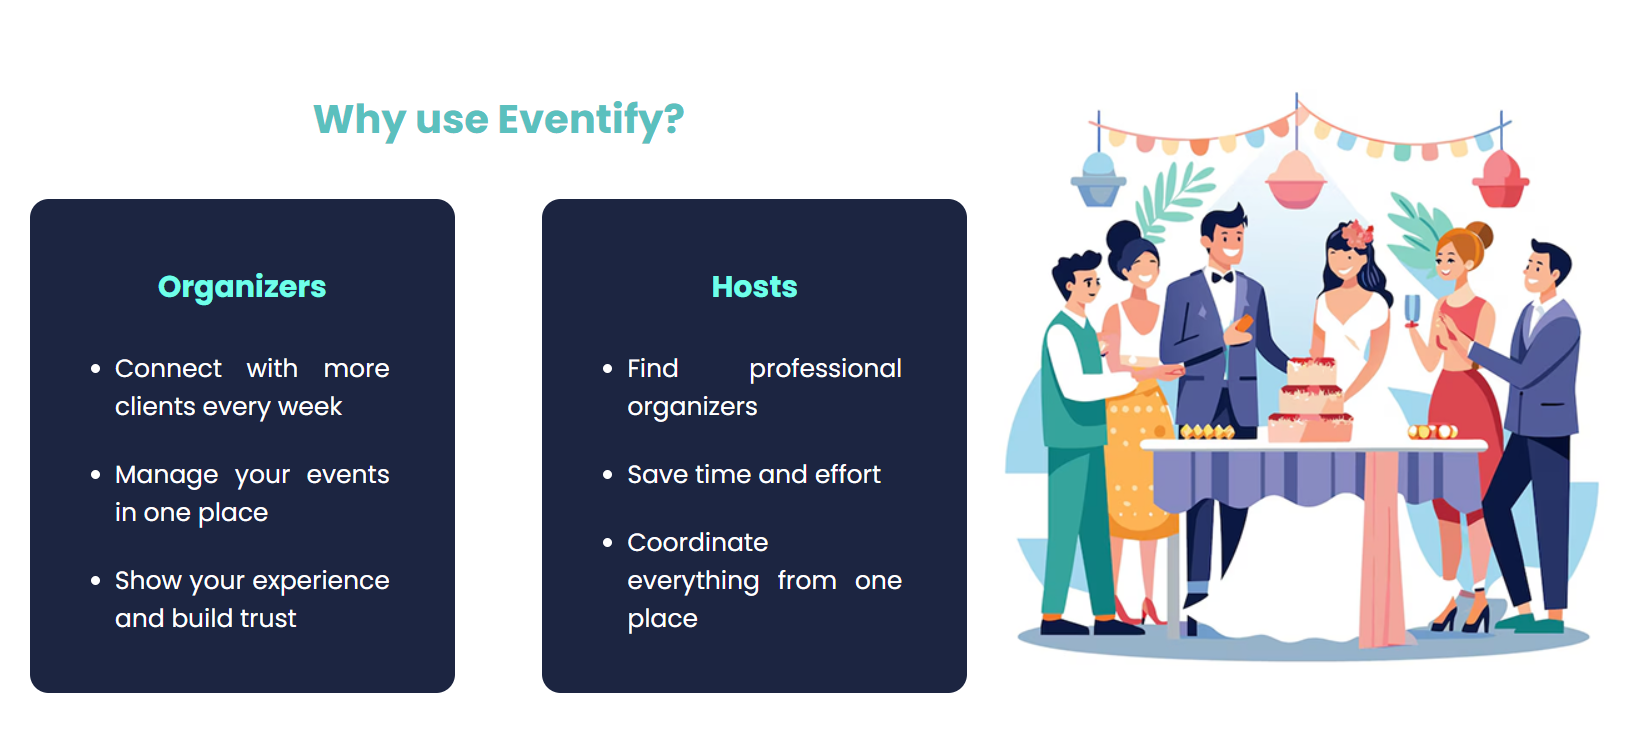 Why use Eventify?
Organizers
• Connect with more
clients every week
• Manage your events
in one place
• Show your experience
and build trust
Hosts
• Find professional
organizers
• Save time and effort
• Coordinate
everything from one
place